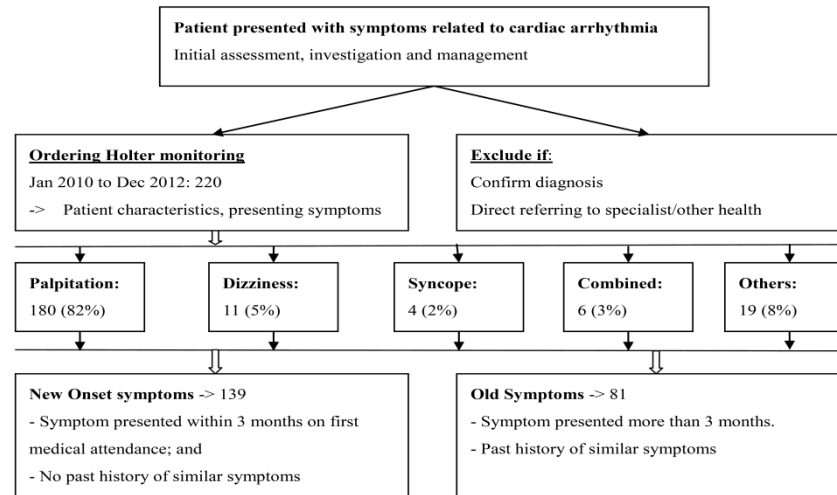 Patient presented with symptoms related to cardiac arrhythmia
Initial assessment, investigation and management
Ordering Holter monitoring
Jan 2010 to Dec 2012: 220
-> Patient characteristics, presenting symptoms
Exclude if:
Confirm diagnosis
Direct referring to specialist/other health
Palpitation:
180 (82%)
Dizziness:
11 (5%)
Syncope:
4 (2%)
Combined:
6 (3%)
Others:
19 (8%)
New Onset symptoms -> 139
- Symptom presented within 3 months on first
medical attendance; and
- No past history of similar symptoms
Old Symptoms -> 81
- Symptom presented more than 3 months.
- Past history of similar symptoms